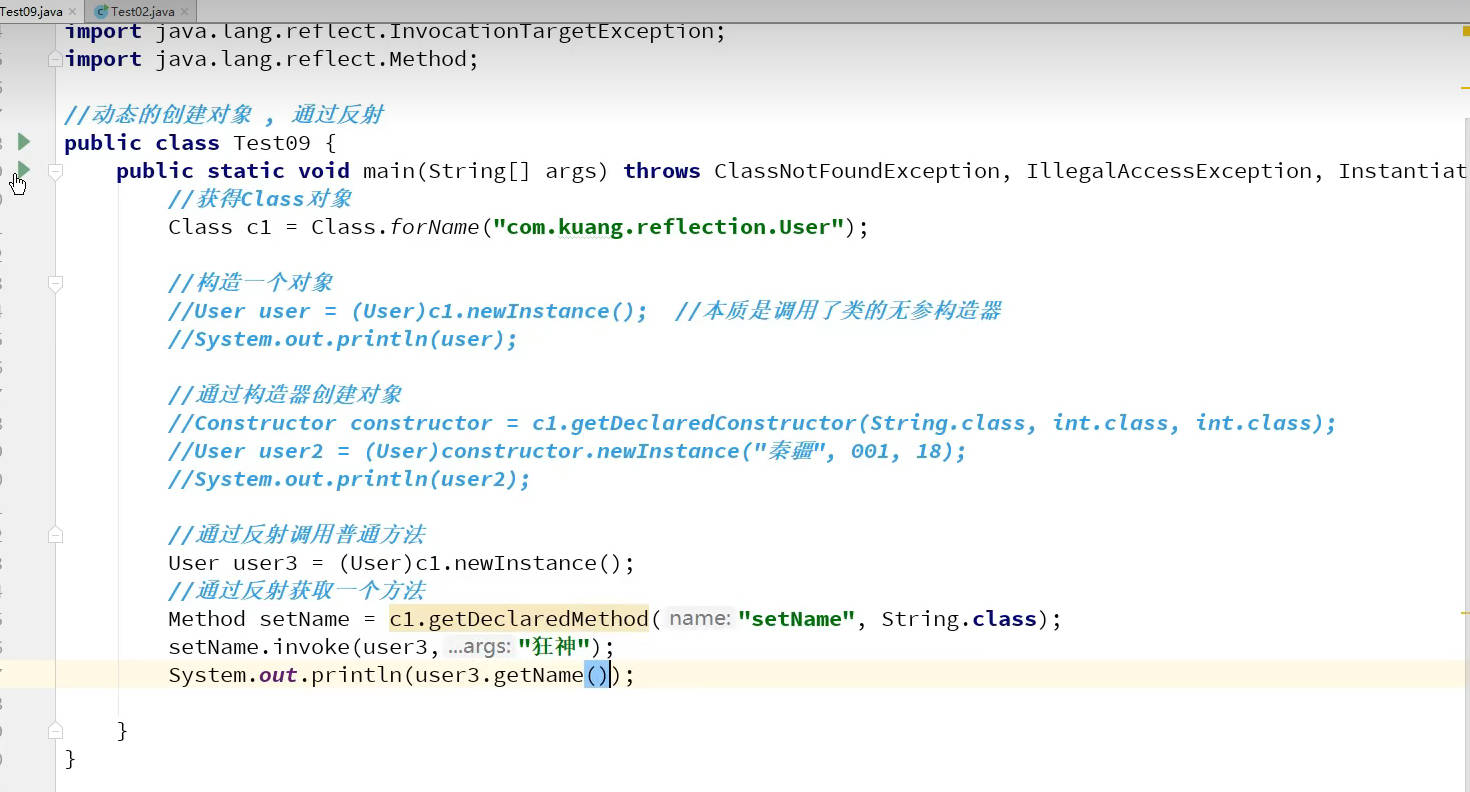 Test09.java × Test02.java ×
import java.lang.reflect.InvocationTargetException;
import java.lang.reflect.Method;
//动态的创建对象 , 通过反射
public class Test09 {
public static void main(String[] args) throws ClassNotFoundException, IllegalAccessException, Instantiat
//获得Class对象
Class c1 = Class.forName("com.kuang.reflection.User");
//构造一个对象
//User user = (User)c1.newInstance(); //本质是调用了类的无参构造器
//System.out.println(user);
//通过构造器创建对象
//Constructor constructor = c1.getDeclaredConstructor(String.class, int.class, int.class);
//User user2 = (User)constructor.newInstance("秦疆", 001, 18);
//System.out.println(user2);
//通过反射调用普通方法
User user3 = (User)c1.newInstance();
//通过反射获取一个方法
Method setName = c1.getDeclaredMethod( name: "setName", String.class);
setName.invoke(user3, ...args: "狂神");
System.out.println(user3.getName());
}
}